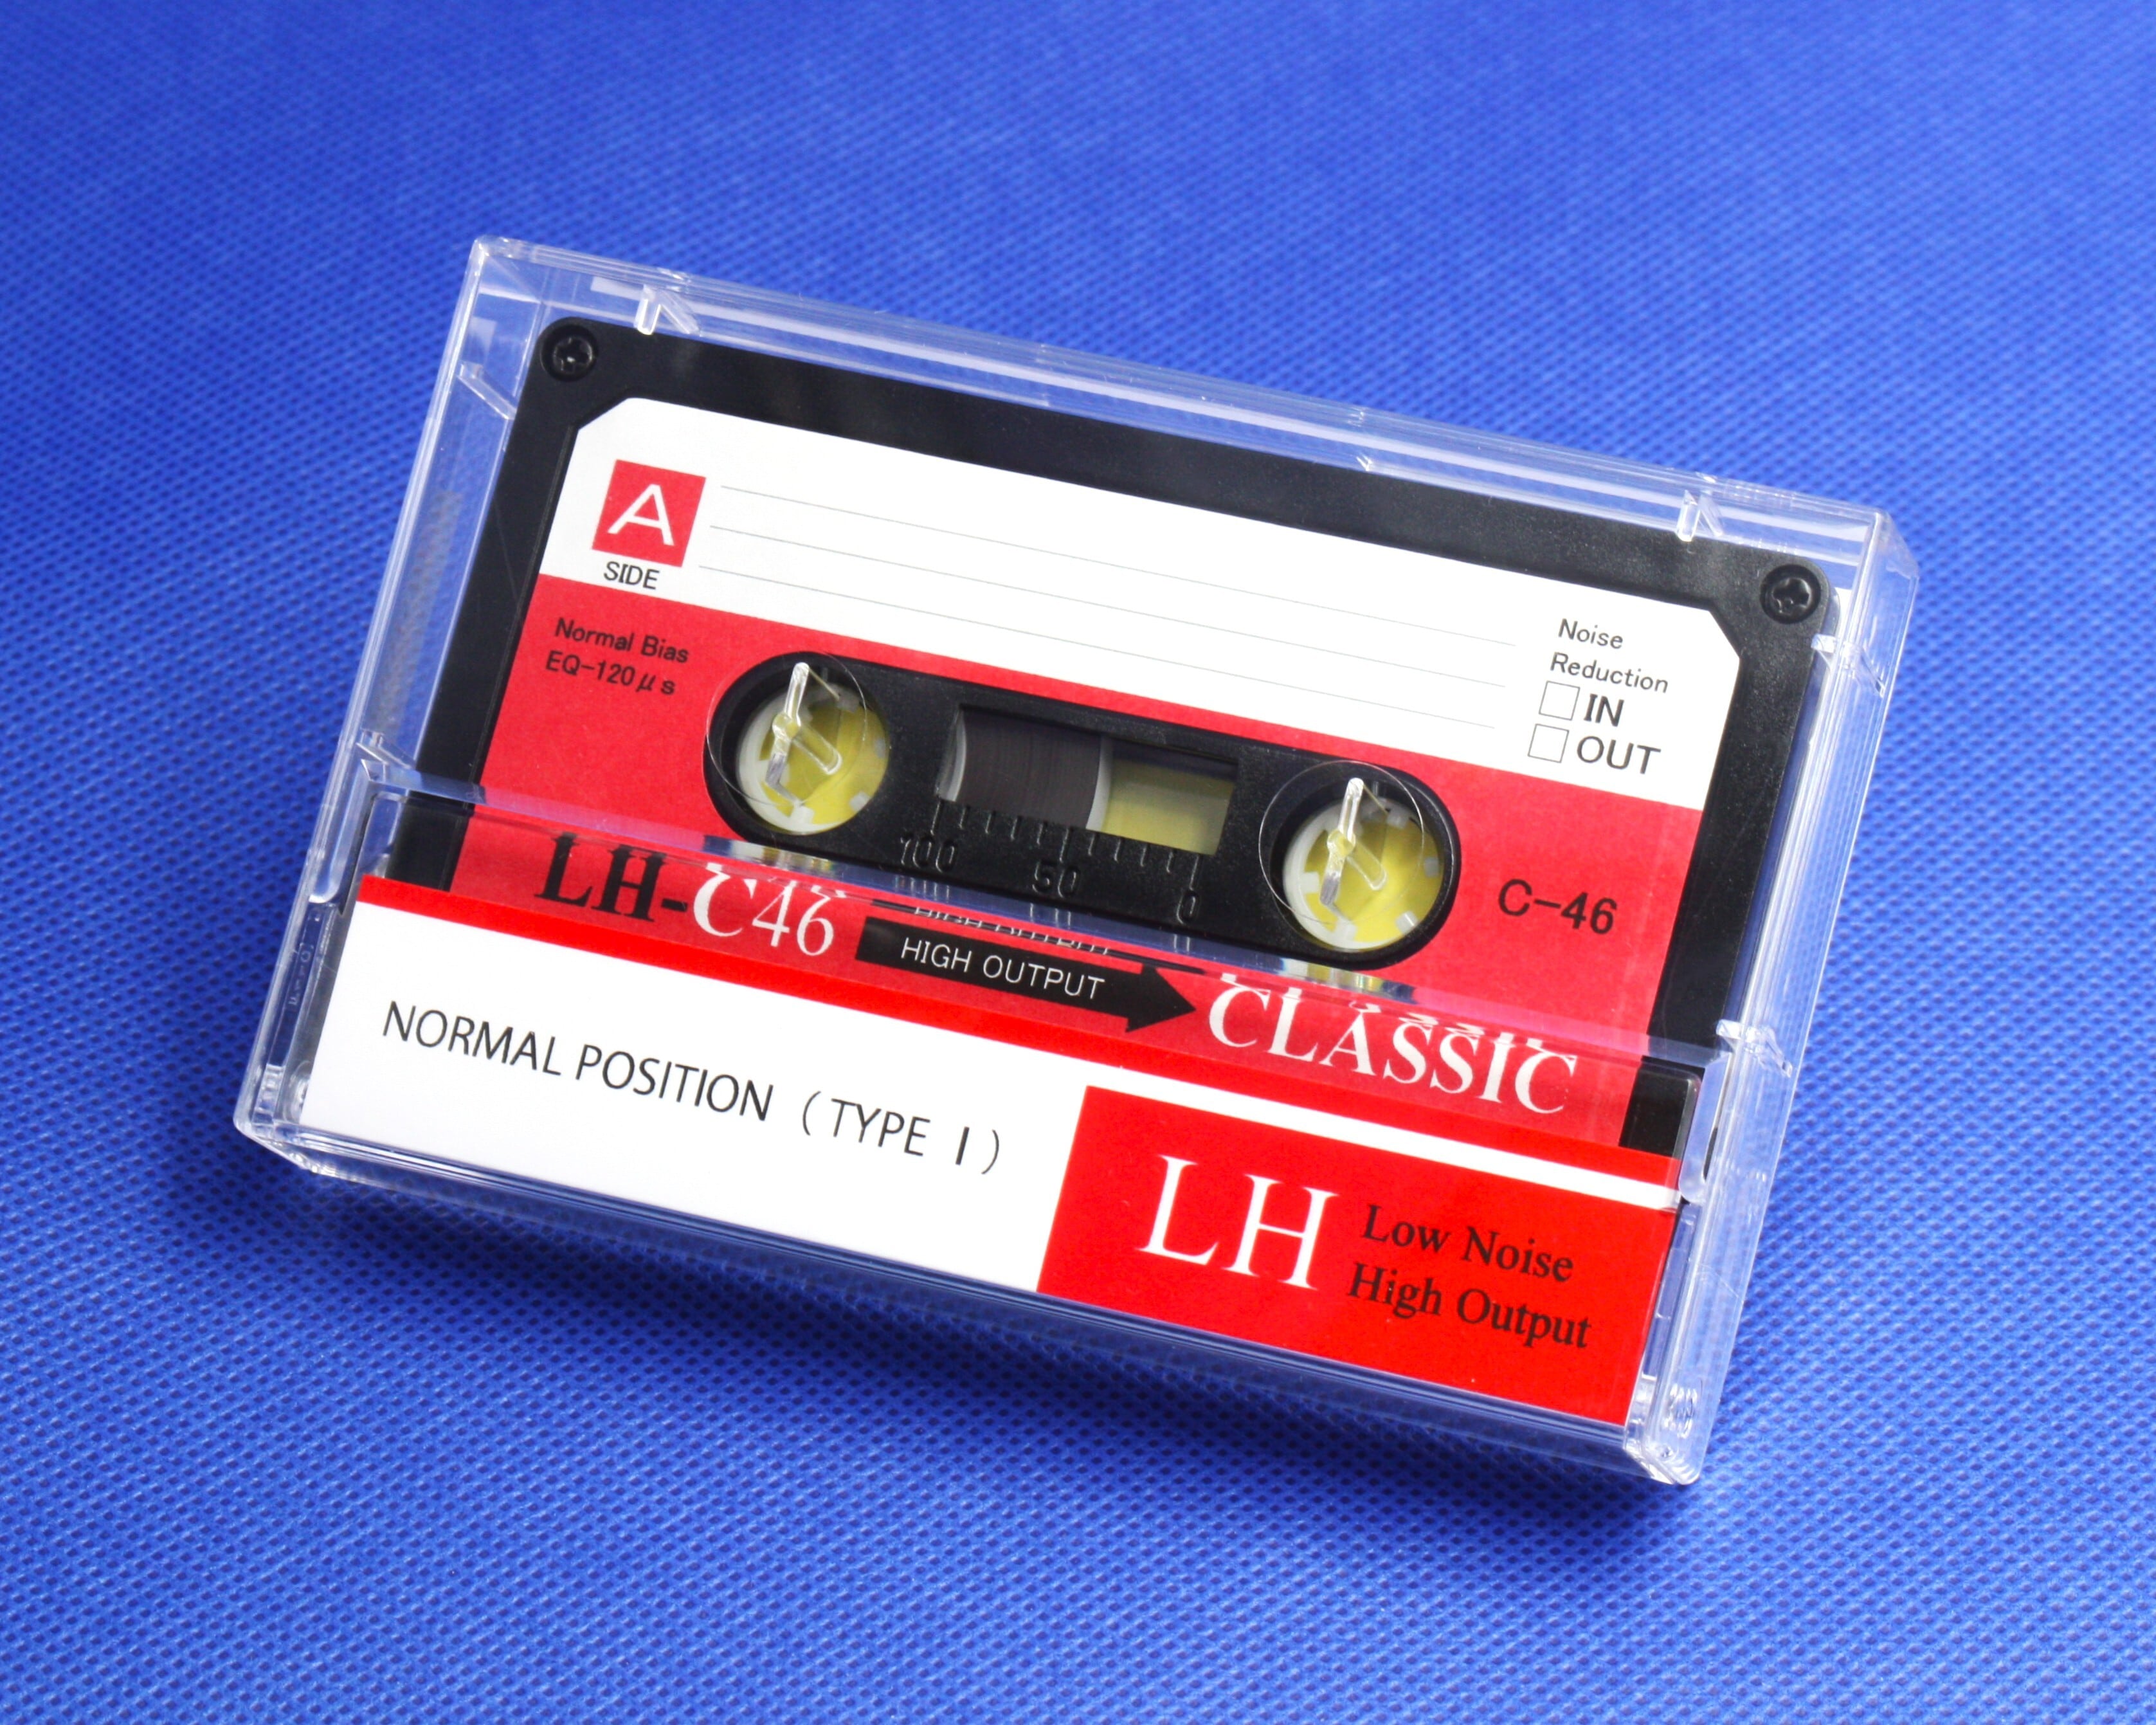 A
SIDE
Noise
Reduction
IN
OUT
Normal Bias
EQ-120μs
100 50 0
C-46
LH-C46 HIGH OUTPUT CLASSIC
NORMAL POSITION (TYPE I)
LH Low Noise
High Output